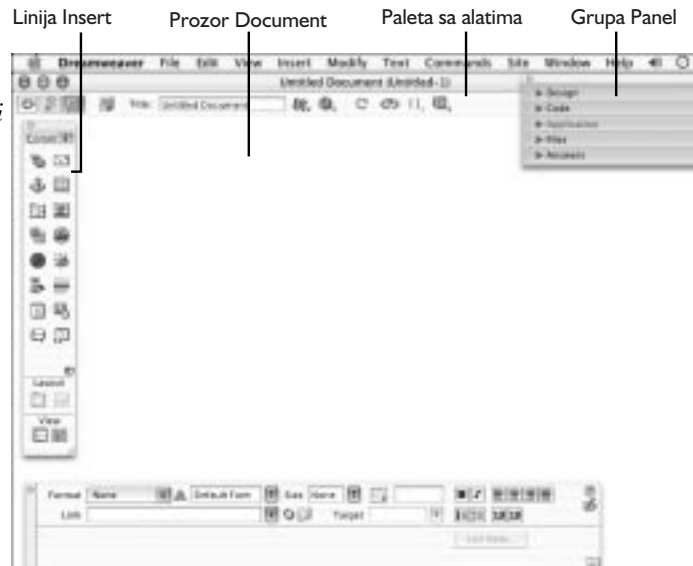 Linija Insert Prozor Document Paleta sa alatima Grupa Panel
Dreamweaver File Edit View Insert Modify Text Commands Site Window Help
Untitled Document (Untitled-1)
i
Title: Untitled Document
Design
Code
Application
Files
Answers
Layout
View
Format None Default Font Size None B I
Link Target